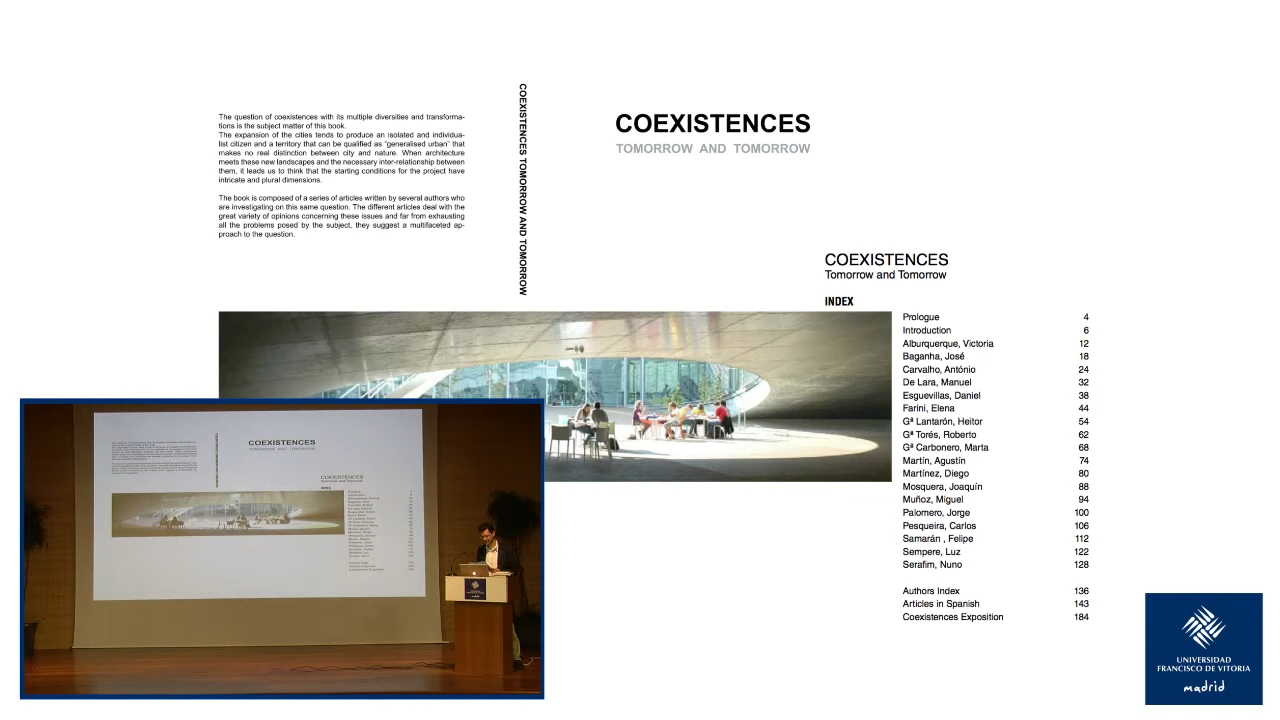 The question of coexistences with its multiple diversities and transforma-
tions is the subject matter of this book.
The expansion of the cities tends to produce an isolated and individua-
list citizen and a territory that can be qualified as "generalised urban" that
makes no real distinction between city and nature. When architecture
meets these new landscapes and the necessary inter-relationship between
them, it leads us to think that the starting conditions for the project have
intricate and plural dimensions.
The book is composed of a series of articles written by several authors who
are investigating on this same question. The different articles deal with the
great variety of opinions concerning these issues and far from exhausting
all the problems posed by the subject, they suggest a multifaceted ap-
proach to the question.
COEXISTENCES TOMORROW AND TOMORROW
COEXISTENCES
TOMORROW AND TOMORROW
COEXISTENCES
Tomorrow and Tomorrow
INDEX
Prologue 4
Introduction 6
Alburquerque, Victoria 12
Baganha, José 18
Carvalho, António 24
De Lara, Manuel 32
Esguevillas, Daniel 38
Farini, Elena 44
Gª Lantarón, Heitor 54
Gª Torés, Roberto 62
Gª Carbonero, Marta 68
Martín, Agustín 74
Martínez, Diego 80
Mosquera, Joaquín 88
Muñoz, Miguel 94
Palomero, Jorge 100
Pesqueira, Carlos 106
Samarán , Felipe 112
Sempere, Luz 122
Serafim, Nuno 128
Authors Index 136
Articles in Spanish 143
Coexistences Exposition 184
COEXISTENCES
TOMORROW AND TOMORROW
COEXISTENCES
Tomorrow and Tomorrow
UNIVERSIDAD
FRANCISCO DE VITORIA
madrid